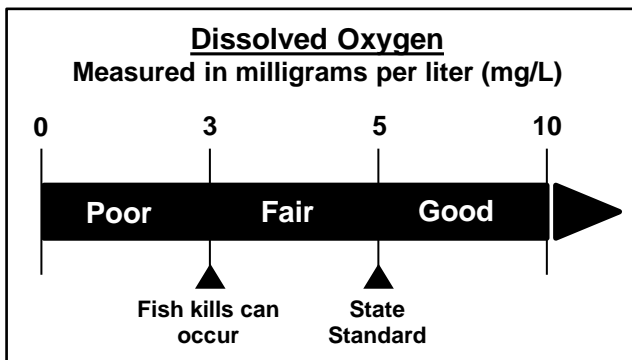 Dissolved Oxygen
Measured in milligrams per liter (mg/L)
0 3 5 10
Poor Fair Good
Fish kills can
occur
State
Standard